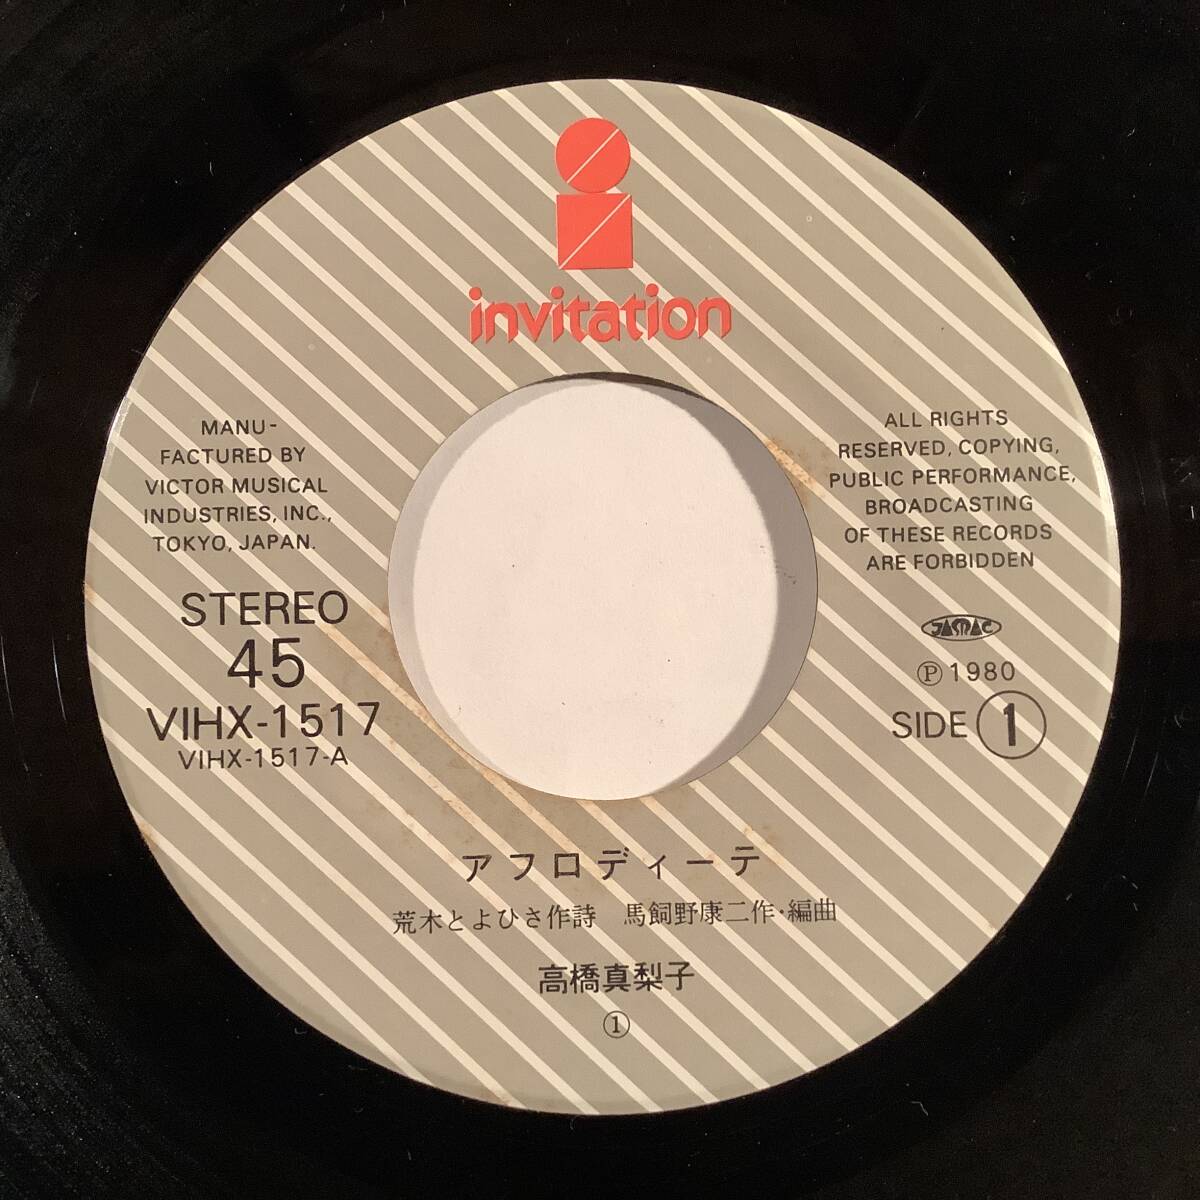 invitation
MANU-
FACTURED BY
VICTOR MUSICAL
INDUSTRIES, INC.,
TOKYO, JAPAN.
ALL RIGHTS
RESERVED, COPYING,
PUBLIC PERFORMANCE,
BROADCASTING
OF THESE RECORDS
ARE FORBIDDEN
STEREO
45
VIHX-1517
VIHX-1517-A
JASRAC
Ⓟ1980
SIDE ①
アフロディーテ
荒木とよひさ作詩 馬飼野康二作・編曲
高橋真梨子
①